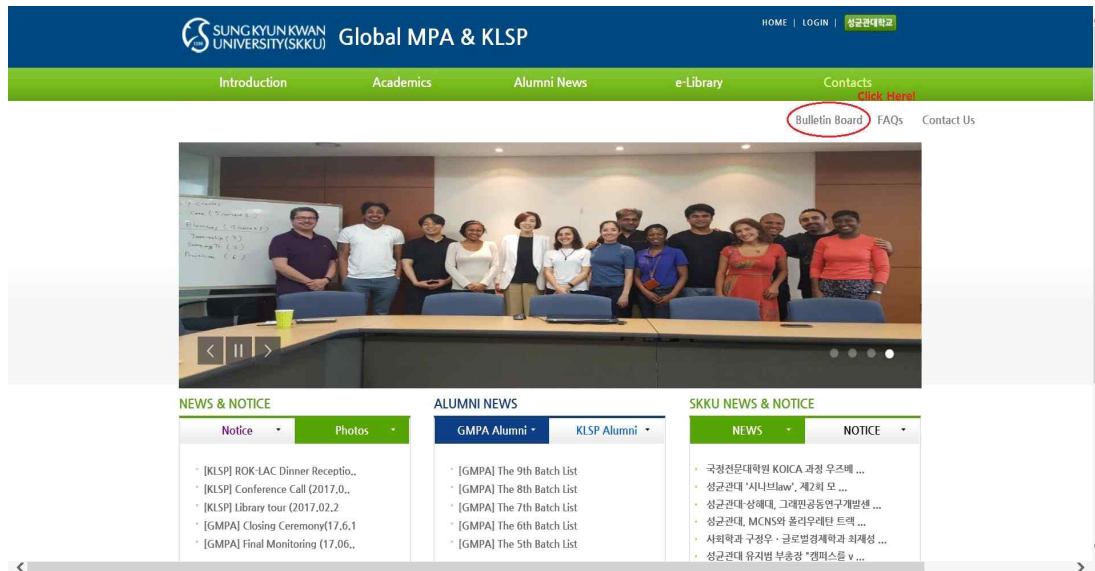 SUNG KYUN KWAN
UNIVERSITY(SKKU)
Global MPA & KLSP
HOME | LOGIN | 성균관대학교
Introduction Academics Alumni News e-Library Contacts
Click Here!
Bulletin Board FAQs Contact Us
NEWS & NOTICE
Notice Photos
[KLSP] ROK-LAC Dinner Receptio..
[KLSP] Conference Call (2017.0..
[KLSP] Library tour (2017.02.2
[GMPA] Closing Ceremony(17.6.1
[GMPA] Final Monitoring (17.06..
ALUMNI NEWS
GMPA Alumni KLSP Alumni
[GMPA] The 9th Batch List
[GMPA] The 8th Batch List
[GMPA] The 7th Batch List
[GMPA] The 6th Batch List
[GMPA] The 5th Batch List
SKKU NEWS & NOTICE
NEWS NOTICE
국정전문대학원 KOICA 과정 우즈베 ...
성균관대 '시나브law', 제2회 모 ...
성균관대-상해대, 그래핀공동연구개발센 ...
성균관대, MCNS와 폴리우레탄 트랙 ...
사회학과 구정우 · 글로벌경제학과 최재성 ...
성균관대 유지범 부총장 "캠퍼스를 v ...